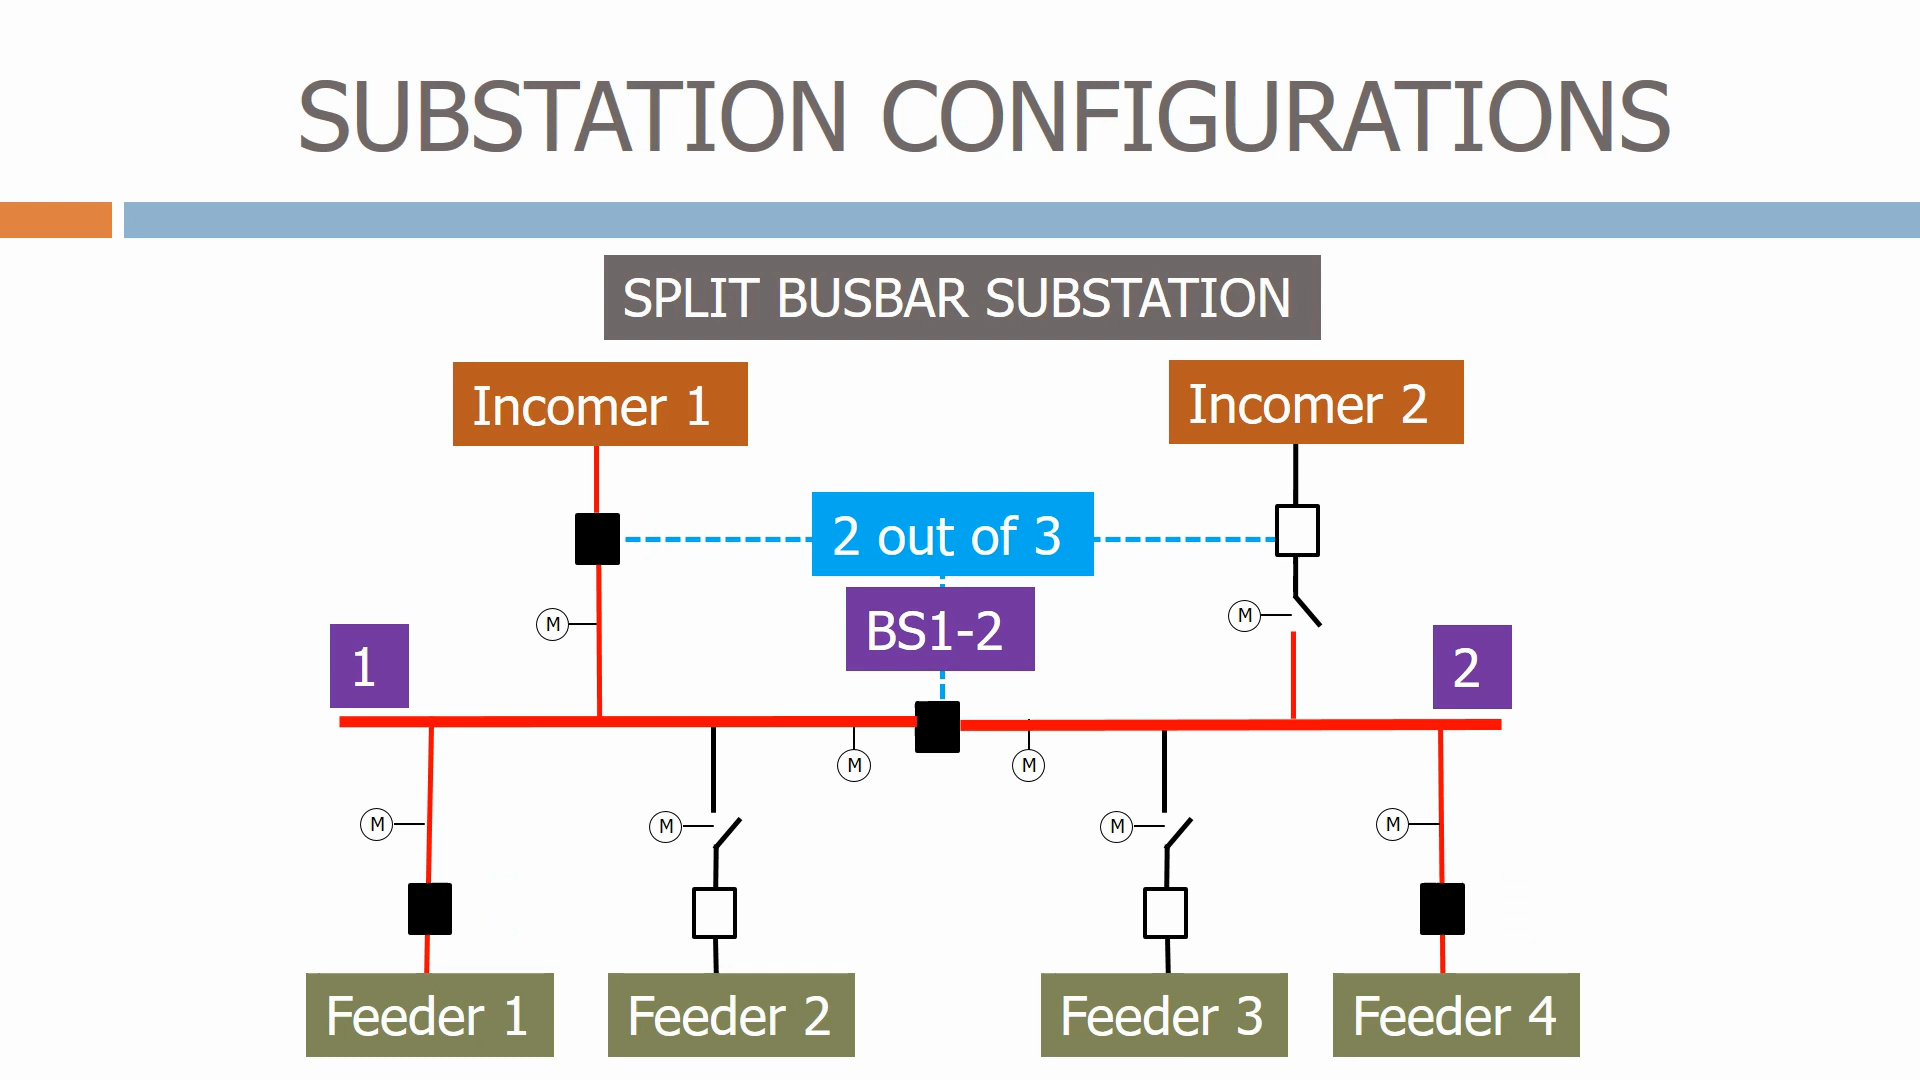 SUBSTATION CONFIGURATIONS
SPLIT BUSBAR SUBSTATION
Incomer 1
Incomer 2
2 out of 3
BS1-2
M
M
1
2
M
M
M
M
M
M
Feeder 1
Feeder 2
Feeder 3
Feeder 4